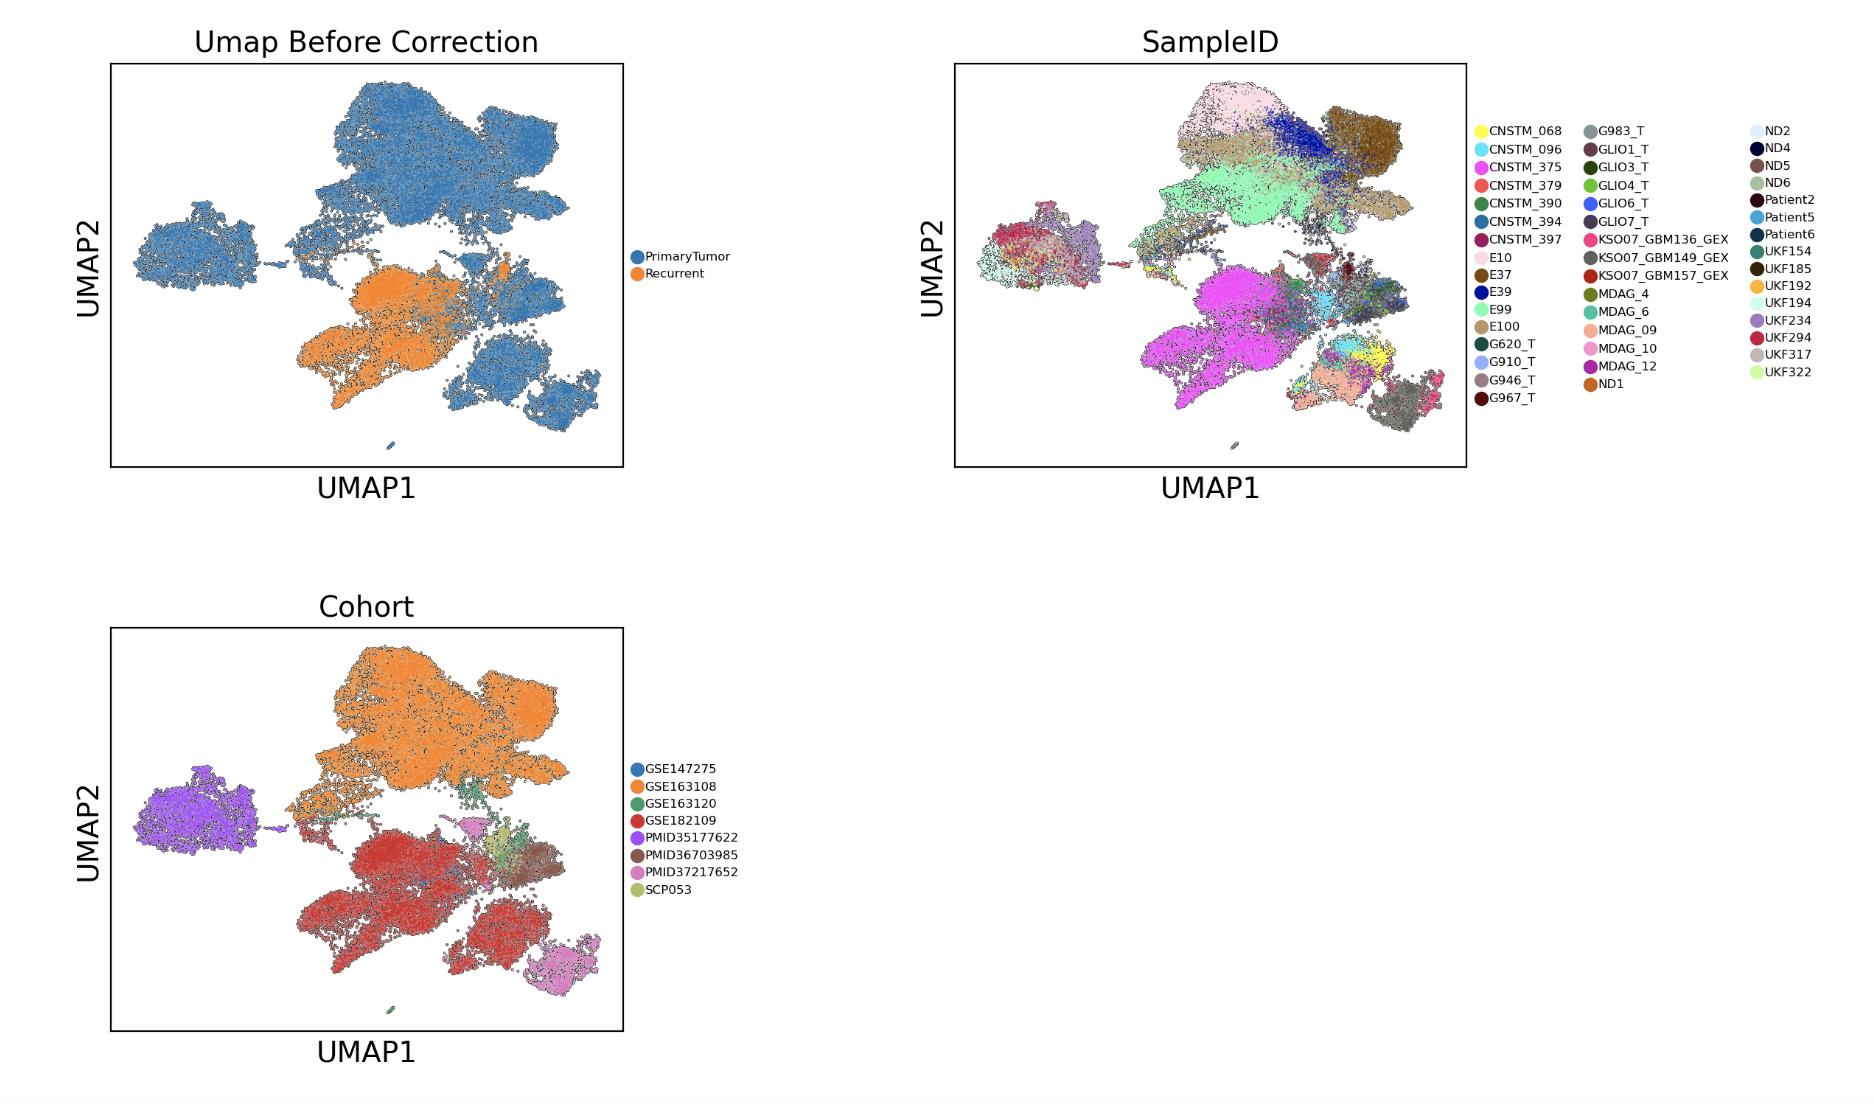 Umap Before Correction
UMAP2
UMAP1
PrimaryTumor
Recurrent
SampleID
UMAP2
UMAP1
CNSTM_068
CNSTM_096
CNSTM_375
CNSTM_379
CNSTM_390
CNSTM_394
CNSTM_397
E10
E37
E39
E99
E100
G620_T
G910_T
G946_T
G967_T
G983_T
GLIO1_T
GLIO3_T
GLIO4_T
GLIO6_T
GLIO7_T
KSO07_GBM136_GEX
KSO07_GBM149_GEX
KSO07_GBM157_GEX
MDAG_4
MDAG_6
MDAG_09
MDAG_10
MDAG_12
ND1
ND2
ND4
ND5
ND6
Patient2
Patient5
Patient6
UKF154
UKF185
UKF192
UKF194
UKF234
UKF294
UKF317
UKF322
Cohort
UMAP2
UMAP1
GSE147275
GSE163108
GSE163120
GSE182109
PMID35177622
PMID36703985
PMID37217652
SCP053